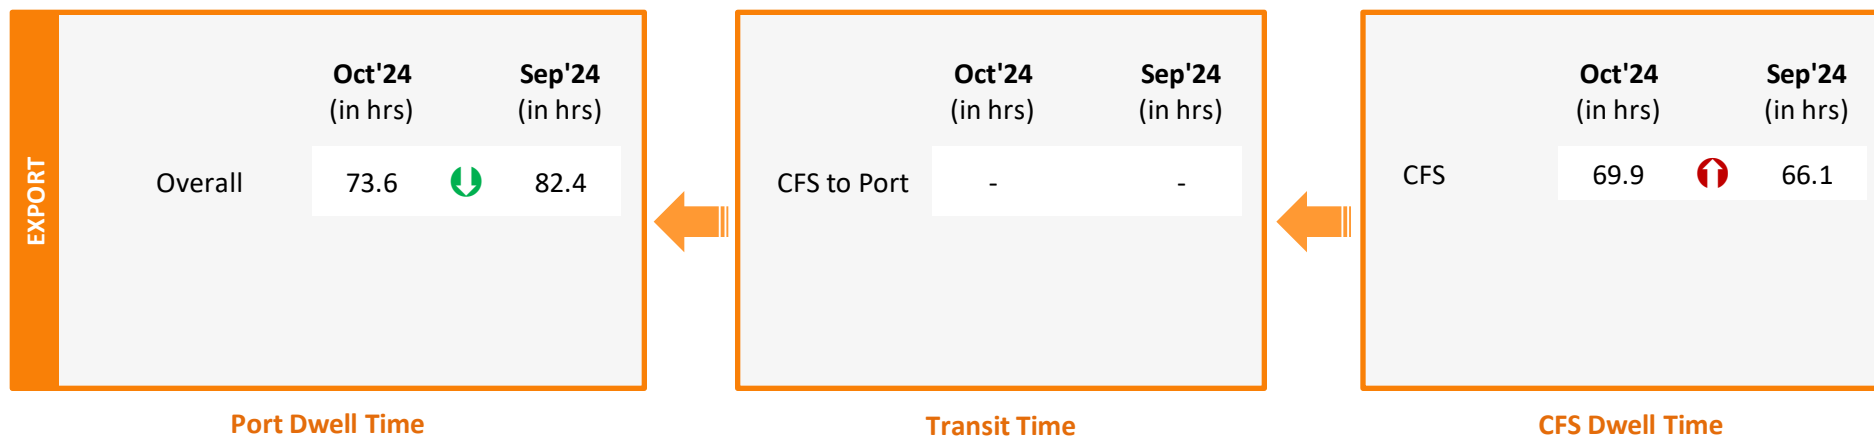 EXPORT
Oct'24 Sep'24
(in hrs) (in hrs)
Overall 73.6 82.4
Port Dwell Time
Oct'24 Sep'24
(in hrs) (in hrs)
CFS to Port - -
Transit Time
Oct'24 Sep'24
(in hrs) (in hrs)
CFS 69.9 66.1
CFS Dwell Time